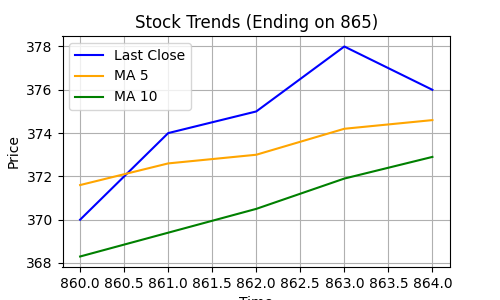 Stock Trends (Ending on 865)
Last Close
MA 5
MA 10
Price
378
376
374
372
370
368
860.0 860.5 861.0 861.5 862.0 862.5 863.0 863.5 864.0
Time